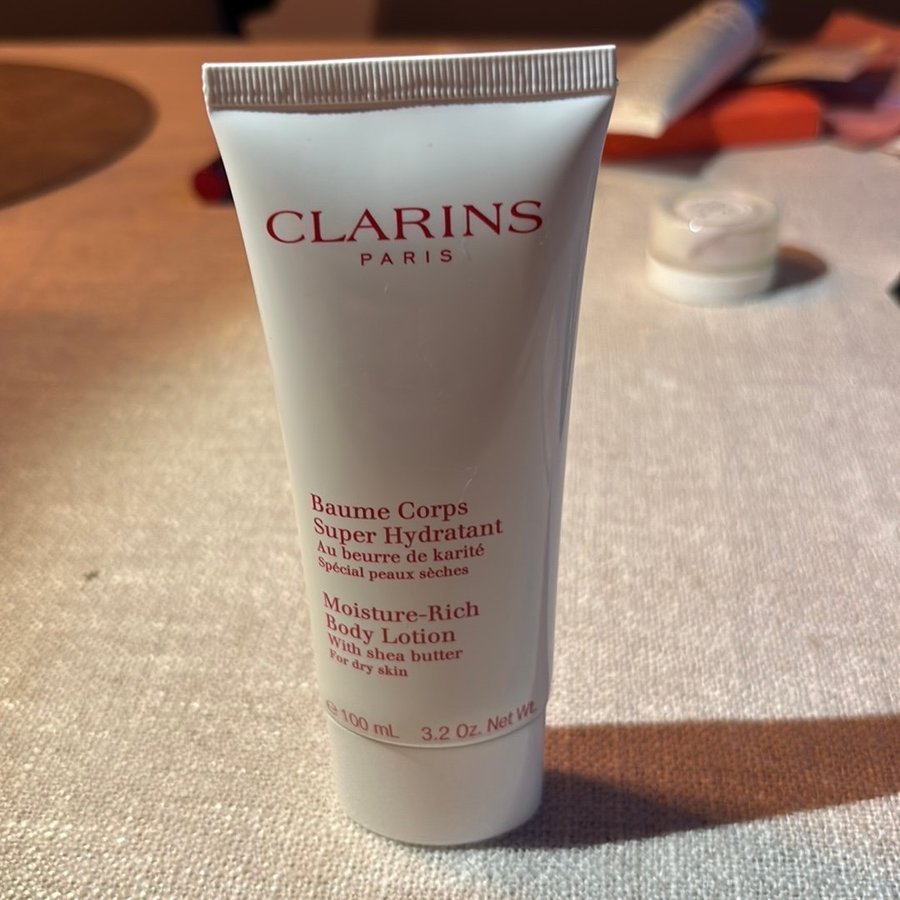 CLARINS
PARIS
Baume Corps
Super Hydratant
Au beurre de karité
Spécial peaux sèches
Moisture-Rich
Body Lotion
With shea butter
For dry skin
℮100 mL 3.2 Oz. Net Wt.